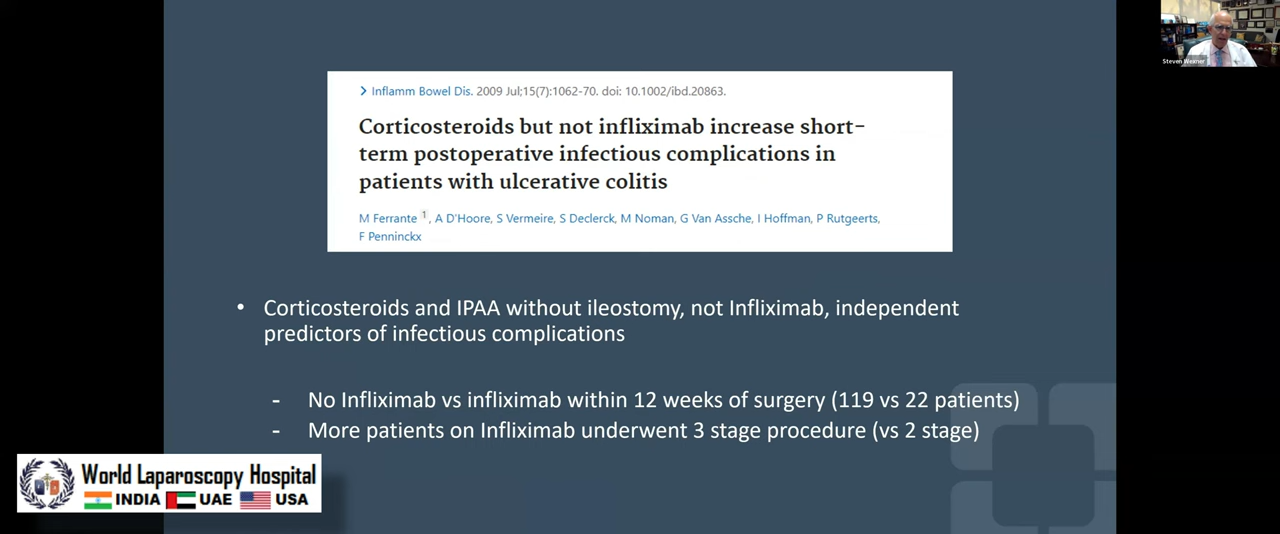 Steven Wexner
> Inflamm Bowel Dis. 2009 Jul;15(7):1062-70. doi: 10.1002/ibd.20863.
Corticosteroids but not infliximab increase short-
term postoperative infectious complications in
patients with ulcerative colitis
M Ferrante 1, A D'Hoore, S Vermeire, S Declerck, M Noman, G Van Assche, I Hoffman, P Rutgeerts,
F Penninckx
• Corticosteroids and IPAA without ileostomy, not Infliximab, independent
predictors of infectious complications
- No Infliximab vs infliximab within 12 weeks of surgery (119 vs 22 patients)
- More patients on Infliximab underwent 3 stage procedure (vs 2 stage)
World Laparoscopy Hospital
INDIA UAE USA